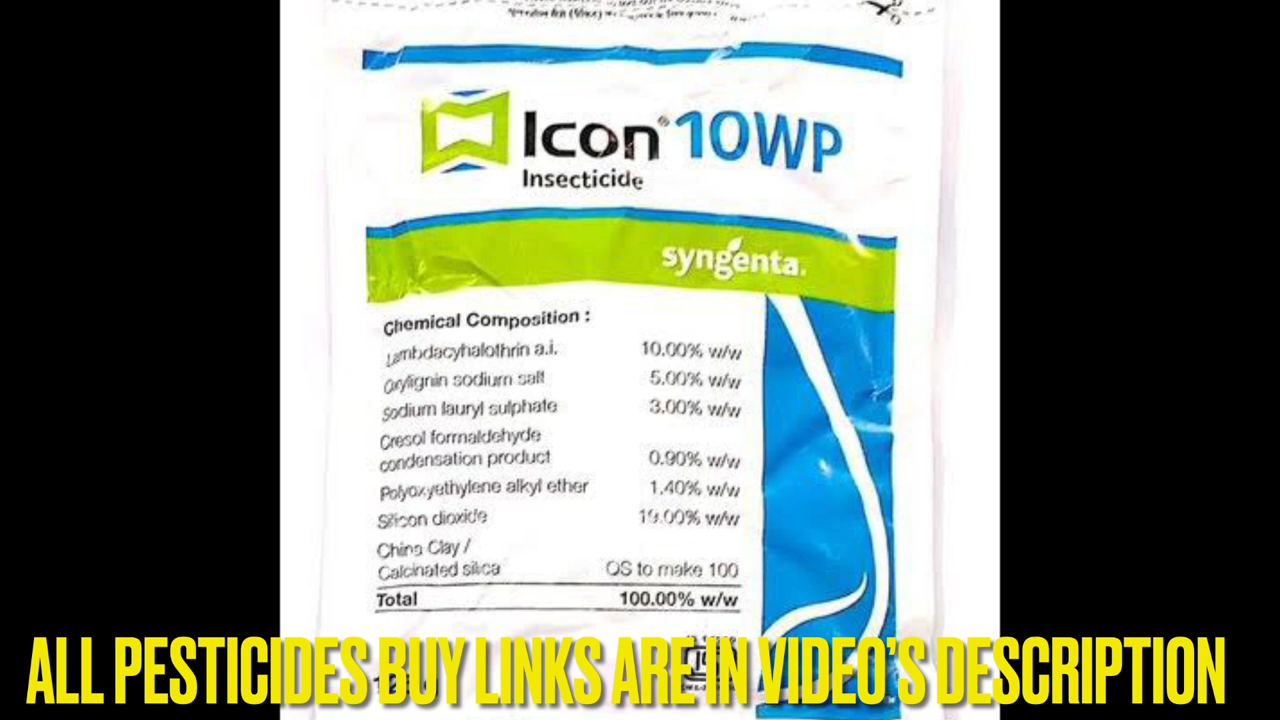 Icon® 10WP
Insecticide
syngenta.
Chemical Composition :
Lambdacyhalothrin a.i. 10.00% w/w
Oxylignin sodium salt 5.00% w/w
Sodium lauryl sulphate 3.00% w/w
Cresol formaldehyde
condensation product 0.90% w/w
Polyoxyethylene alkyl ether 1.40% w/w
Silicon dioxide 19.00% w/w
China Clay /
Calcinated silica QS to make 100
Total 100.00% w/w
ALL PESTICIDES BUY LINKS ARE IN VIDEO'S DESCRIPTION